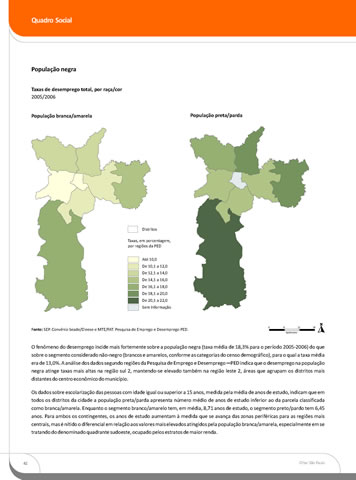 Quadro Social
População negra
Taxas de desemprego total, por raça/cor
2005/2006
População branca/amarela
População preta/parda
Distritos
Taxas, em porcentagem,
por regiões da PED
Até 10,0
De 10,1 a 12,0
De 12,1 a 14,0
De 14,1 a 16,0
De 16,1 a 18,0
De 18,1 a 20,0
De 20,1 a 22,0
Sem informação
Fonte: SEP. Convênio Seade/Dieese e MTE/FAT. Pesquisa de Emprego e Desemprego-PED.
O fenômeno do desemprego incide mais fortemente sobre a população negra (taxa média de 18,3% para o período 2005-2006) do que
sobre o segmento considerado não-negro (brancos e amarelos, conforme as categorias do censo demográfico), para o qual a taxa média
era de 13,0%. A análise dos dados segundo regiões da Pesquisa de Emprego e Desemprego—PED indica que o desemprego na população
negra atinge taxas mais altas na região sul 2, mantendo-se elevado também na região leste 2, áreas que agrupam os distritos mais
distantes do centro econômico do município.
Os dados sobre escolarização das pessoas com idade igual ou superior a 15 anos, medida pela média de anos de estudo, indicam que em
todos os distritos da cidade a população preta/parda apresenta número médio de anos de estudo inferior ao da parcela classificada
como branca/amarela. Enquanto o segmento branco/amarelo tem, em média, 8,71 anos de estudo, o segmento preto/pardo tem 6,45
anos. Para ambos os contingentes, os anos de estudo aumentam à medida que se avança das zonas periféricas para as regiões mais
centrais, mas é nítido o diferencial em relação aos valores mais elevados atingidos pela população branca/amarela, especialmente em se
tratando do denominado quadrante sudoeste, ocupado pelos estratos de maior renda.
São Paulo